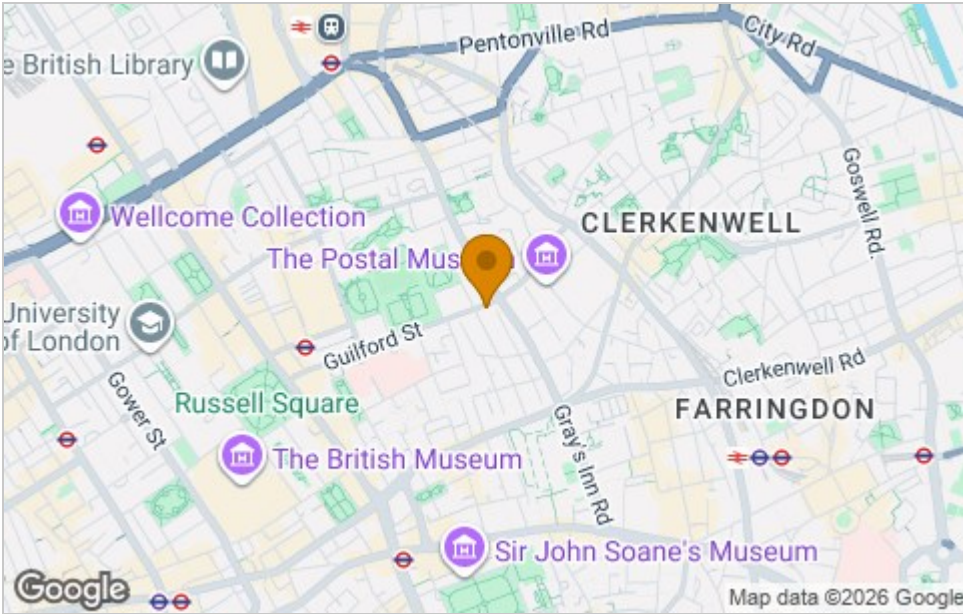 Pentonville Rd
City Rd
e British Library
Goswell Rd.
Wellcome Collection
CLERKENWELL
The Postal Mus
University
of London
Guilford St
Clerkenwell Rd
Gower St
Russell Square
FARRINGDON
Gray's Inn Rd
The British Museum
Sir John Soane's Museum
Google
Map data ©2026 Google